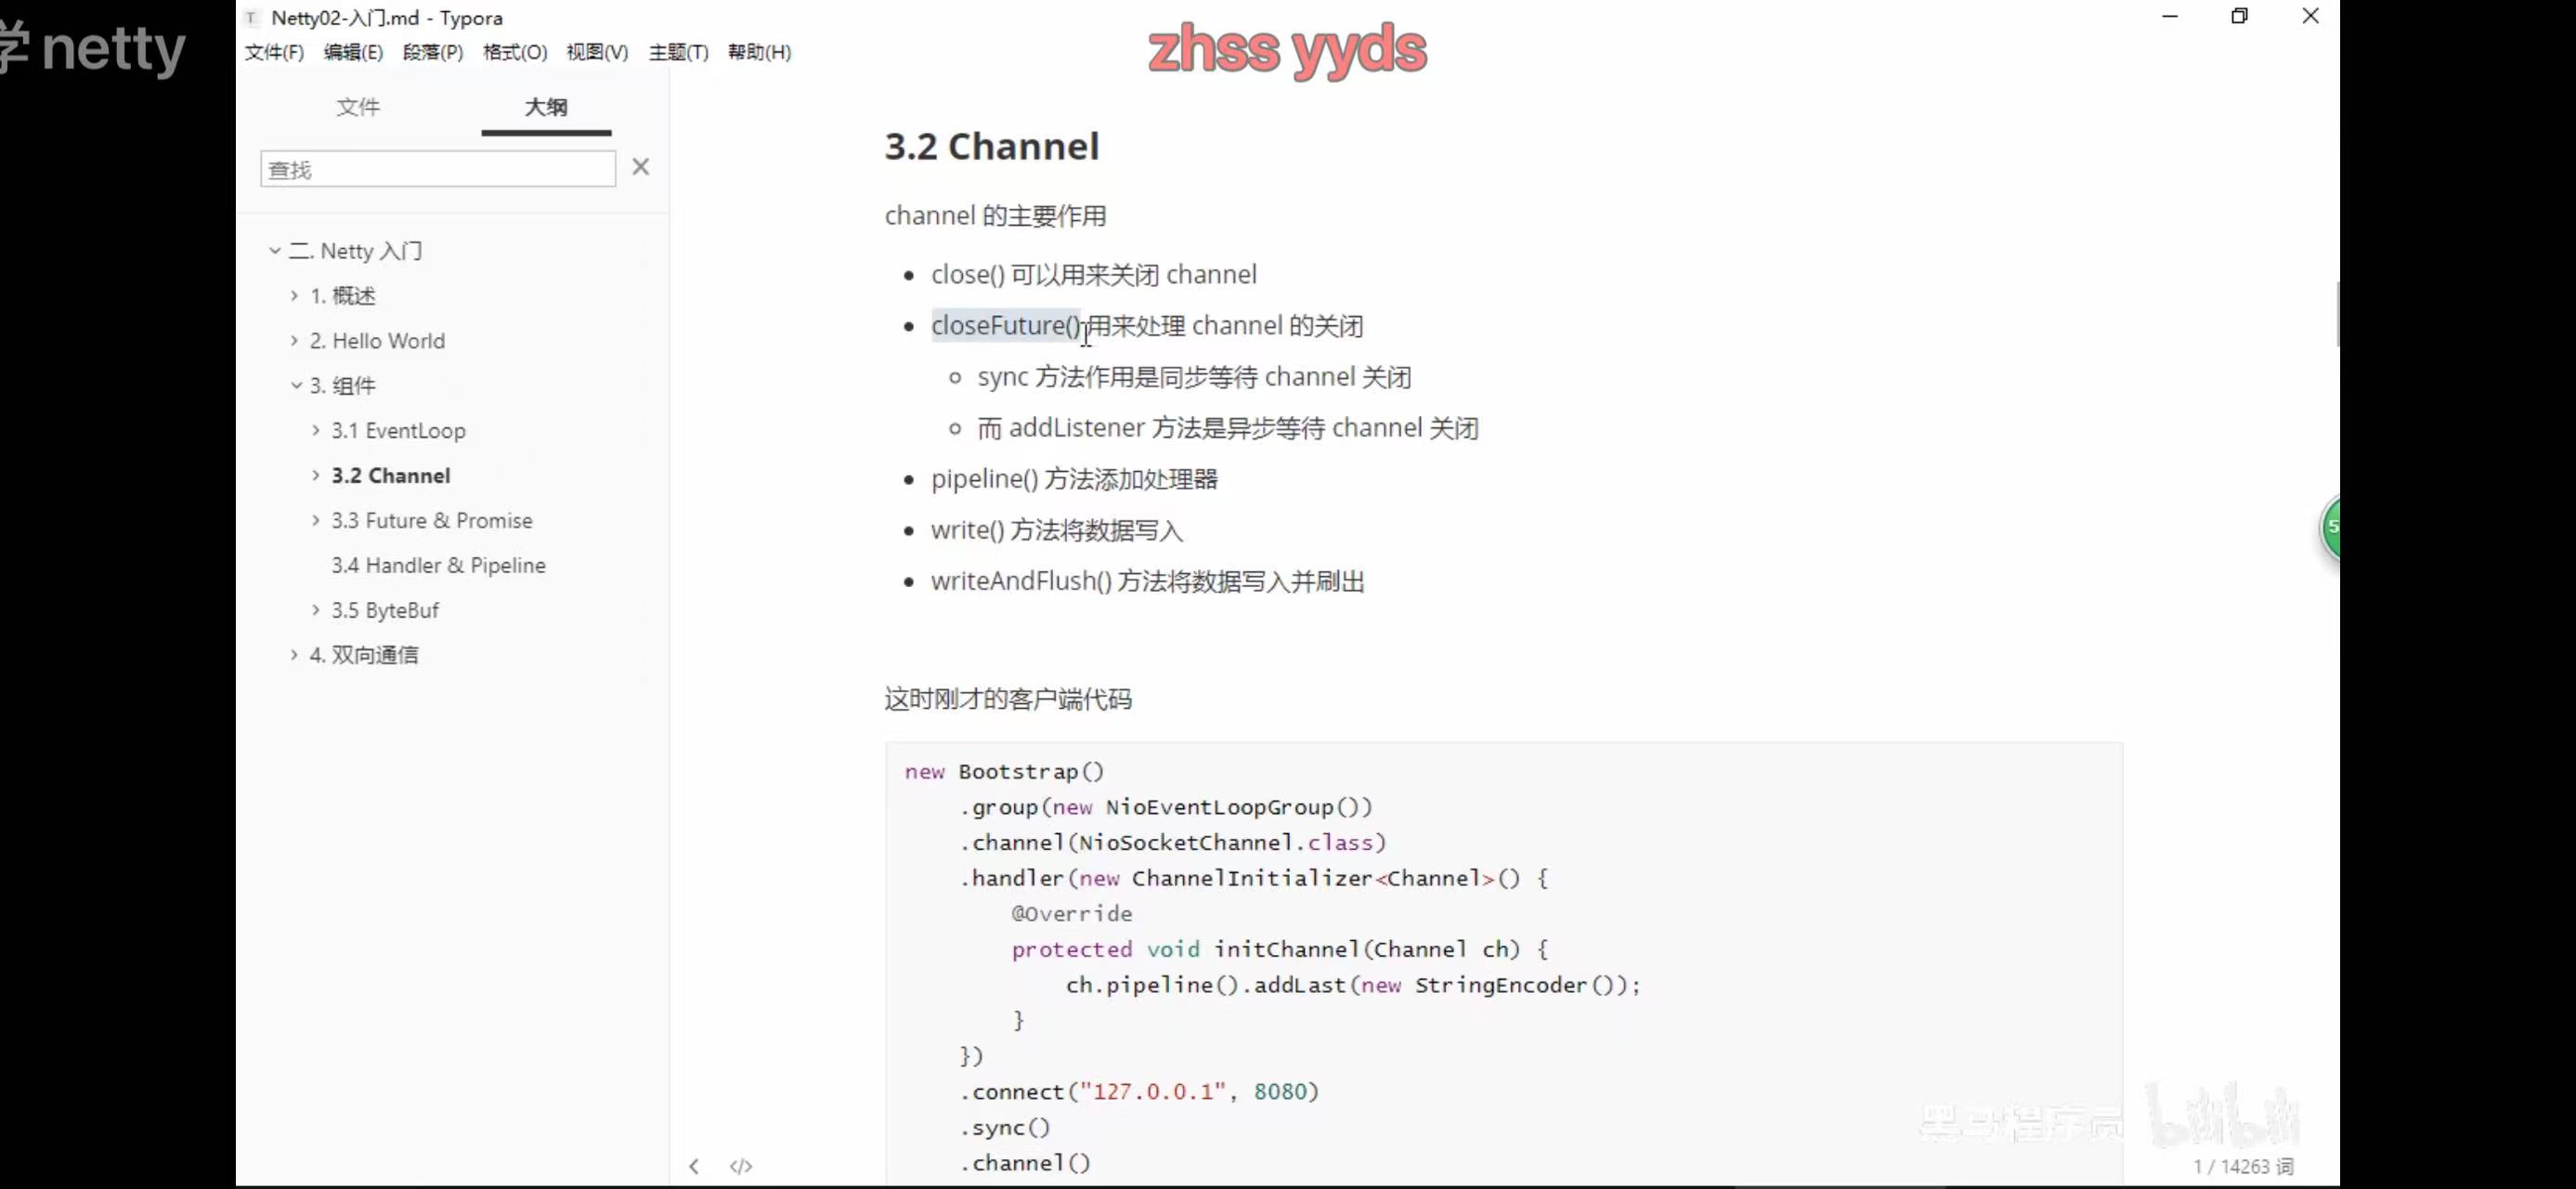 学netty
Netty02-入门.md - Typora
zhss yyds
文件(F) 编辑(E) 段落(P) 格式(O) 视图(V) 主题(T) 帮助(H)
文件 大纲
查找
二. Netty 入门
1. 概述
2. Hello World
3. 组件
3.1 EventLoop
3.2 Channel
3.3 Future & Promise
3.4 Handler & Pipeline
3.5 ByteBuf
4. 双向通信
3.2 Channel
channel 的主要作用
close() 可以用来关闭 channel
closeFuture() 用来处理 channel 的关闭
sync 方法作用是同步等待 channel 关闭
而 addListener 方法是异步等待 channel 关闭
pipeline() 方法添加处理器
write() 方法将数据写入
writeAndFlush() 方法将数据写入并刷出
这时刚才的客户端代码
new Bootstrap()
.group(new NioEventLoopGroup())
.channel(NioSocketChannel.class)
.handler(new ChannelInitializer<Channel>() {
@Override
protected void initChannel(Channel ch) {
ch.pipeline().addLast(new StringEncoder());
}
})
.connect("127.0.0.1", 8080)
.sync()
.channel()
5
黑马程序员 bilibili
1 / 14263 词